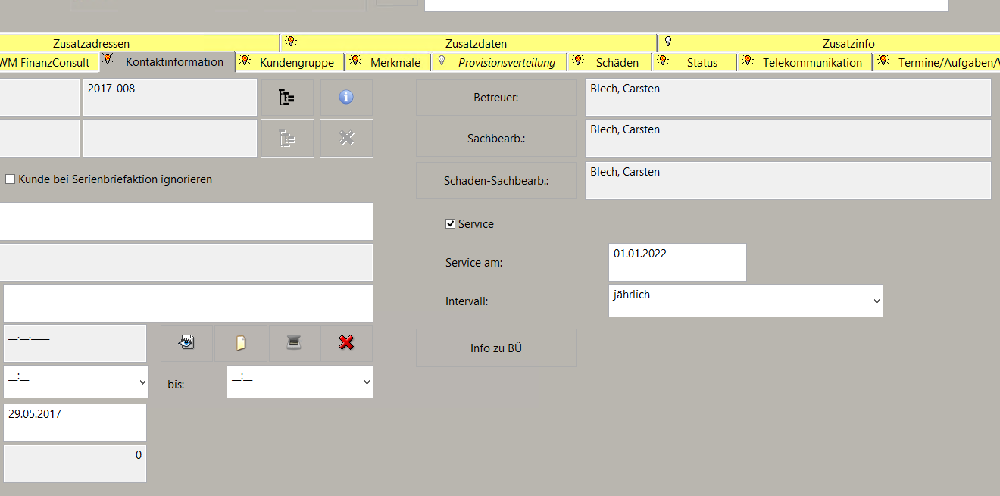 Zusatzadressen Zusatzdaten Zusatzinfo
WM FinanzConsult Kontaktinformation Kundengruppe Merkmale Provisionsverteilung Schäden Status Telekommunikation Termine/Aufgaben/
2017-008 Betreuer: Blech, Carsten
Sachbearb.: Blech, Carsten
Kunde bei Serienbriefaktion ignorieren Schaden-Sachbearb.: Blech, Carsten
Service
Service am: 01.01.2022
Intervall: jährlich
__.__.____ Info zu BÜ
__:__ bis: __:__
29.05.2017
0